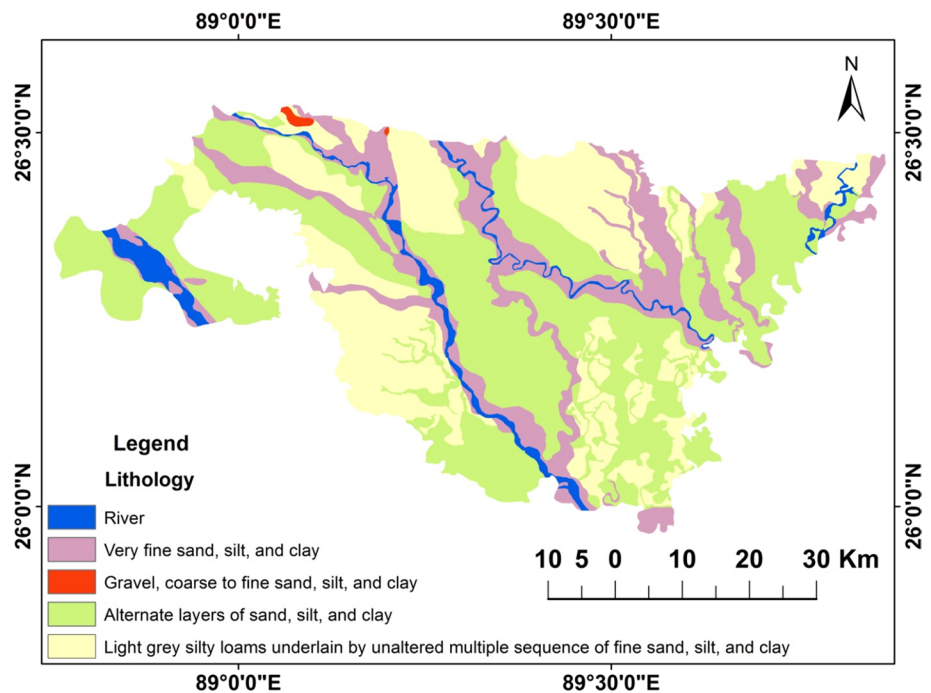 89°0'0"E 89°30'0"E
N
26°30'0"N 26°30'0"N
Legend
Lithology
River
Very fine sand, silt, and clay
Gravel, coarse to fine sand, silt, and clay
Alternate layers of sand, silt, and clay
Light grey silty loams underlain by unaltered multiple sequence of fine sand, silt, and clay
26°0'0"N 26°0'0"N
10 5 0 10 20 30 Km
89°0'0"E 89°30'0"E